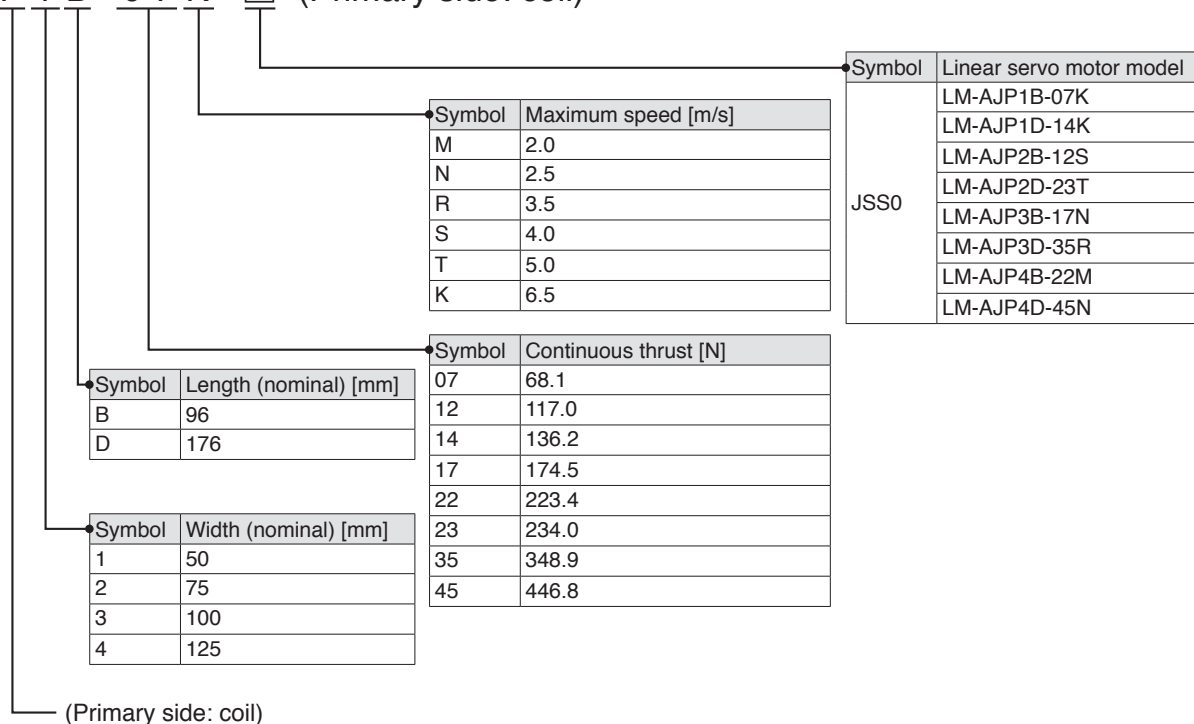 (Primary side: coil)
Symbol Linear servo motor model
JSS0
LM-AJP1B-07K
LM-AJP1D-14K
LM-AJP2B-12S
LM-AJP2D-23T
LM-AJP3B-17N
LM-AJP3D-35R
LM-AJP4B-22M
LM-AJP4D-45N
Symbol Maximum speed [m/s]
M 2.0
N 2.5
R 3.5
S 4.0
T 5.0
K 6.5
Symbol Continuous thrust [N]
07 68.1
12 117.0
14 136.2
17 174.5
22 223.4
23 234.0
35 348.9
45 446.8
Symbol Length (nominal) [mm]
B 96
D 176
Symbol Width (nominal) [mm]
1 50
2 75
3 100
4 125
(Primary side: coil)